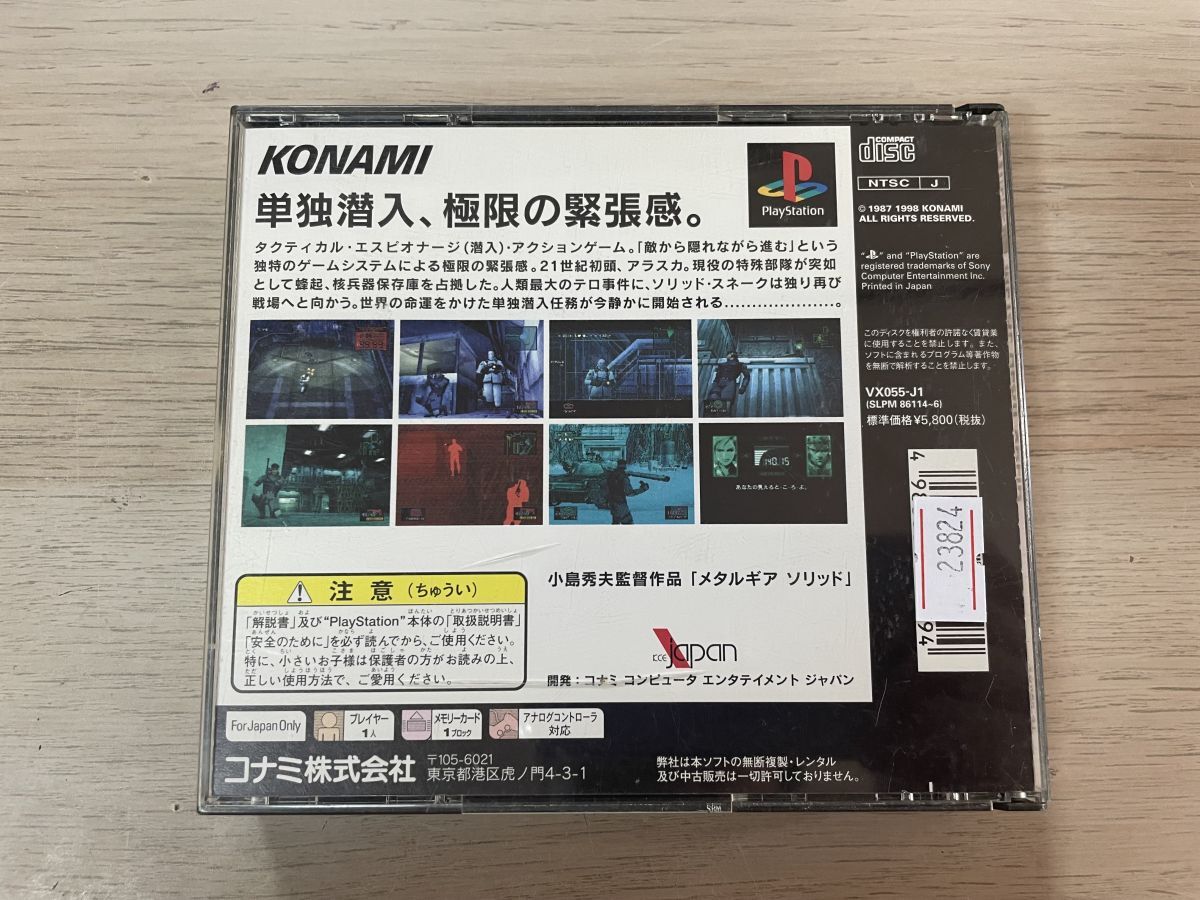 KONAMI
単独潜入、極限の緊張感。
タクティカル・エスピオナージ(潜入)・アクションゲーム。「敵から隠れながら進む」という
独特のゲームシステムによる極限の緊張感。21世紀初頭、アラスカ。現役の特殊部隊が突如
として蜂起、核兵器保存庫を占拠した。人類最大のテロ事件に、ソリッド・スネークは独り再び
戦場へと向かう。世界の命運をかけた単独潜入任務が今静かに開始される.....................。
PlayStation
COMPACT
disc
NTSC J
© 1987 1998 KONAMI
ALL RIGHTS RESERVED.
" " and "PlayStation" are
registered trademarks of Sony
Computer Entertainment Inc.
Printed in Japan
このディスクを権利者の許諾なく賃貸業
に使用することを禁止します。また、
ソフトに含まれるプログラム等著作物
を無断で解析することを禁止します。
VX055-J1
(SLPM 86114~6)
標準価格¥5,800(税抜)
23824
94
140.15
あなたの見えるところよ。
注意(ちゅうい)
「解説書」及び"PlayStation"本体の「取扱説明書」
「安全のために」を必ず読んでから、ご使用ください。
特に、小さいお子様は保護者の方がお読みの上、
正しい使用方法で、ご愛用ください。
小島秀夫監督作品「メタルギア ソリッド」
KCE japan
開発:コナミ コンピュータ エンタテイメント ジャパン
For Japan Only
プレイヤー
1人
メモリーカード
1ブロック
アナログコントローラ
対応
コナミ株式会社
〒105-6021
東京都港区虎ノ門4-3-1
弊社は本ソフトの無断複製・レンタル
及び中古販売は一切許可しておりません。